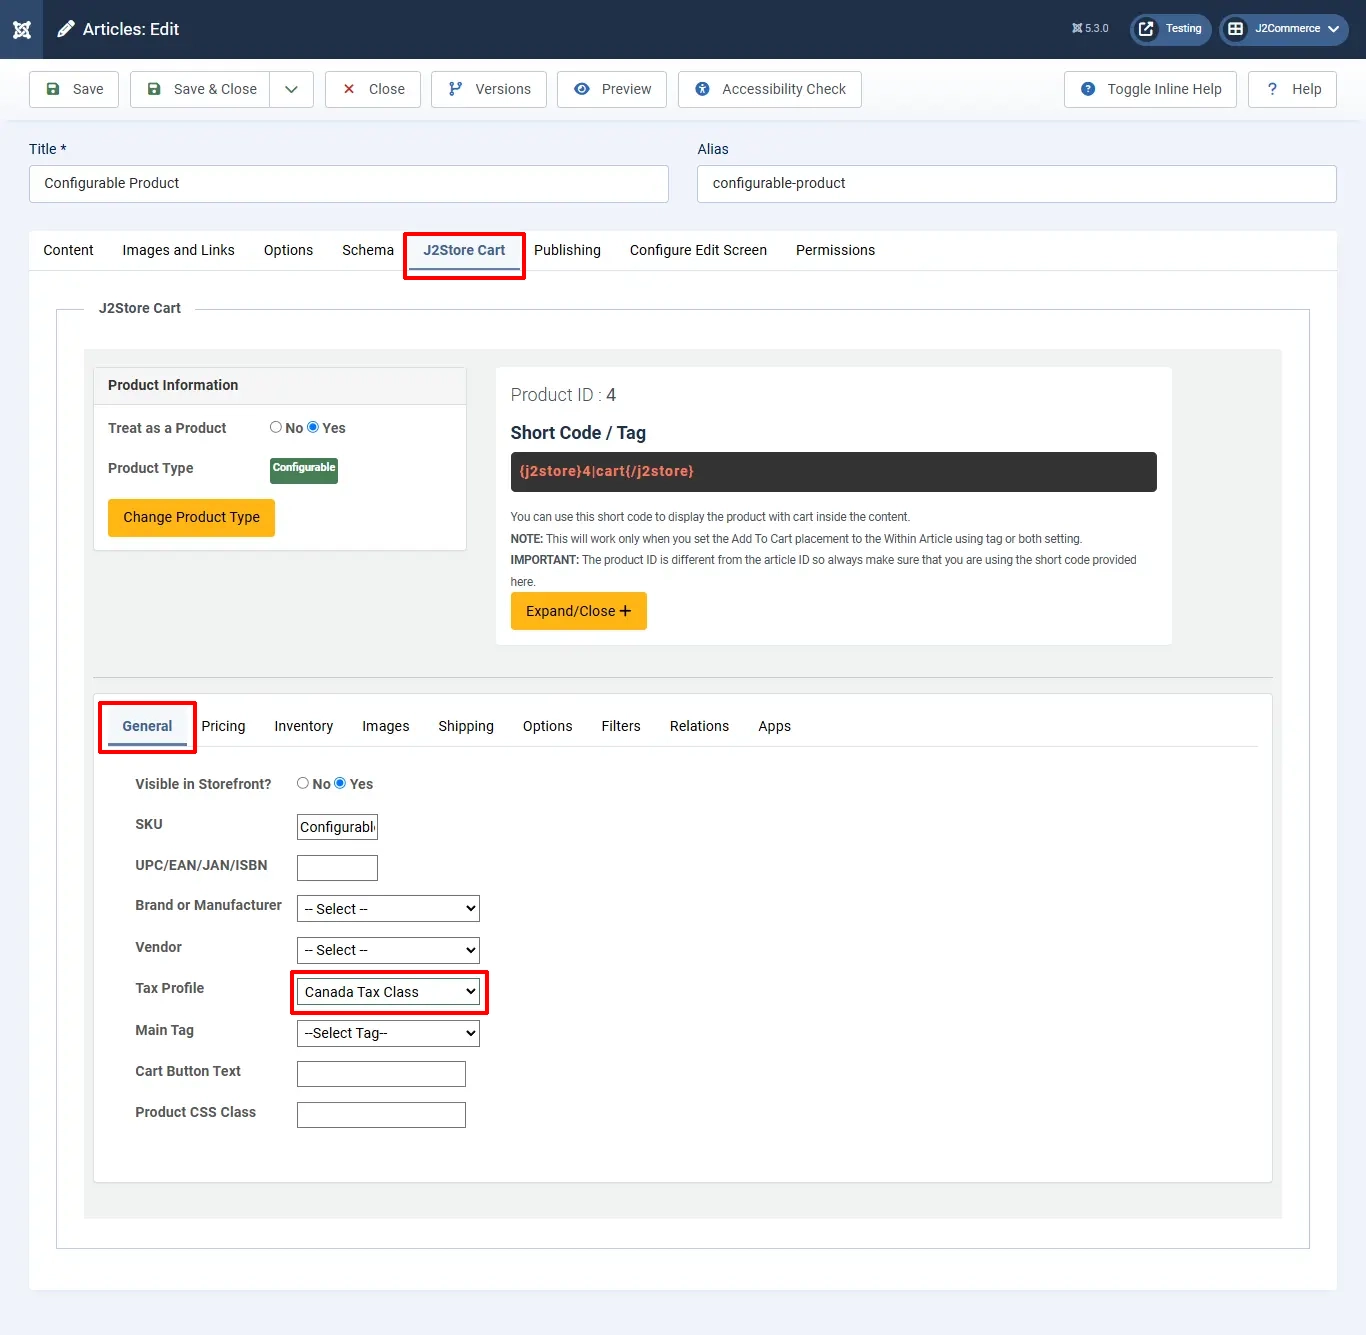 Articles: Edit
5.3.0
Testing
J2Commerce
Save
Save & Close
Close
Versions
Preview
Accessibility Check
Toggle Inline Help
? Help
Title *
Alias
Configurable Product
configurable-product
Content
Images and Links
Options
Schema
J2Store Cart
Publishing
Configure Edit Screen
Permissions
J2Store Cart
Product Information
Treat as a Product
No
Yes
Product Type
Configurable
Change Product Type
Product ID : 4
Short Code / Tag
{j2store}4|cart{/j2store}
You can use this short code to display the product with cart inside the content.
NOTE: This will work only when you set the Add To Cart placement to the Within Article using tag or both setting.
IMPORTANT: The product ID is different from the article ID so always make sure that you are using the short code provided
here.
Expand/Close +
General
Pricing
Inventory
Images
Shipping
Options
Filters
Relations
Apps
Visible in Storefront?
No
Yes
SKU
Configurabl
UPC/EAN/JAN/ISBN
Brand or Manufacturer
-- Select --
Vendor
-- Select --
Tax Profile
Canada Tax Class
Main Tag
--Select Tag--
Cart Button Text
Product CSS Class